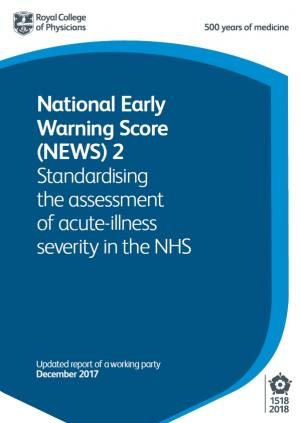 Royal College
of Physicians
500 years of medicine
National Early
Warning Score
(NEWS) 2
Standardising
the assessment
of acute-illness
severity in the NHS
Updated report of a working party
December 2017
1518
2018